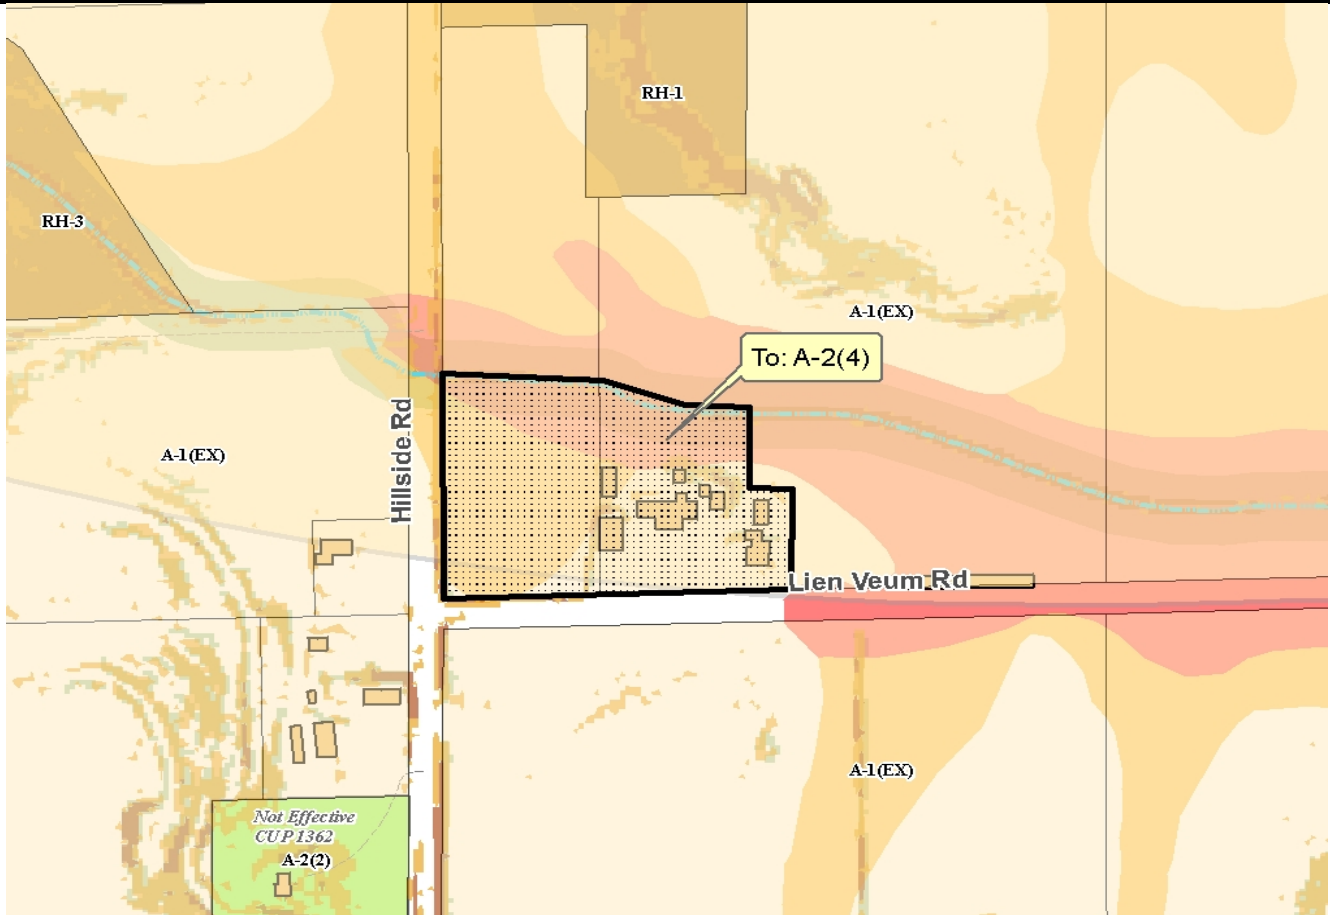 RH-1
RH-3
A-1(EX)
To: A-2(4)
Hillside Rd
A-1(EX)
Lien Veum Rd
A-1(EX)
Not Effective
CUP 1362
A-2(2)